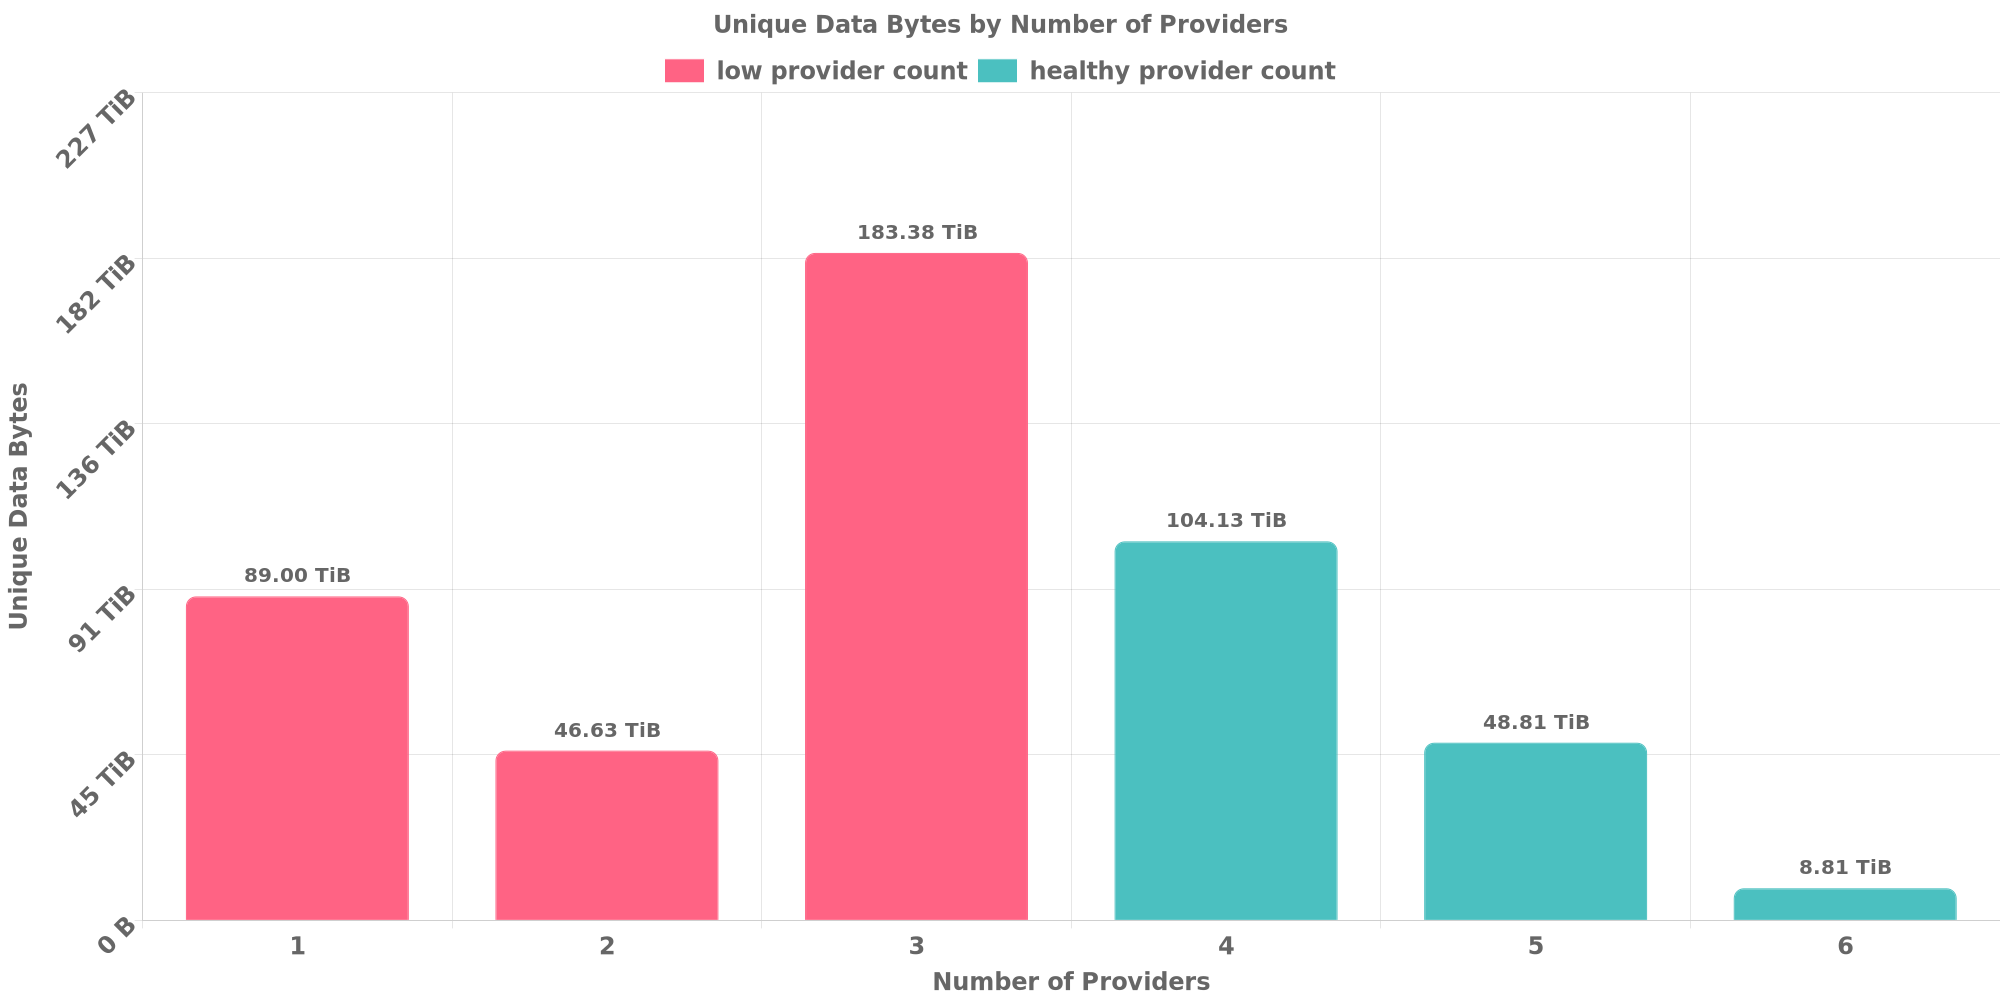 Unique Data Bytes by Number of Providers
low provider count healthy provider count
227 TiB
182 TiB
136 TiB
91 TiB
45 TiB
0 B
Unique Data Bytes
89.00 TiB
46.63 TiB
183.38 TiB
104.13 TiB
48.81 TiB
8.81 TiB
1 2 3 4 5 6
Number of Providers